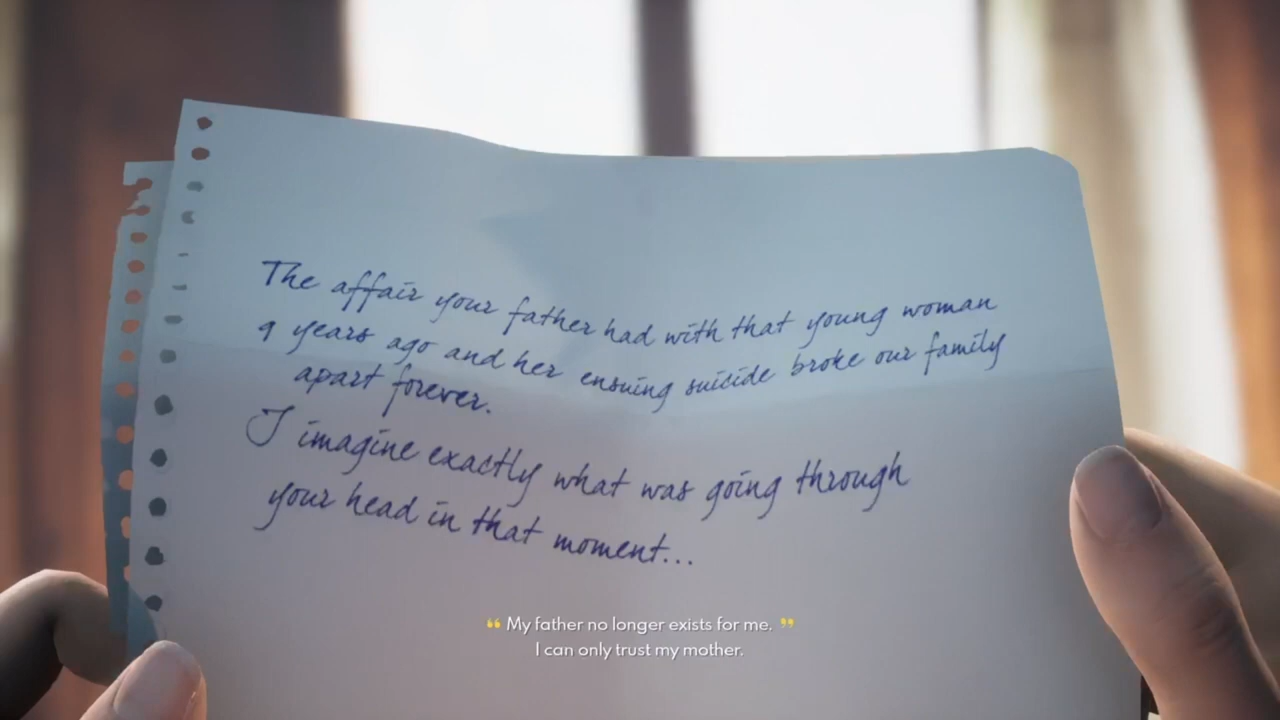 The affair your father had with that young woman
9 years ago and her ensuing suicide broke our family
apart forever.
I imagine exactly what was going through
your head in that moment...
“ My father no longer exists for me. ”
I can only trust my mother.